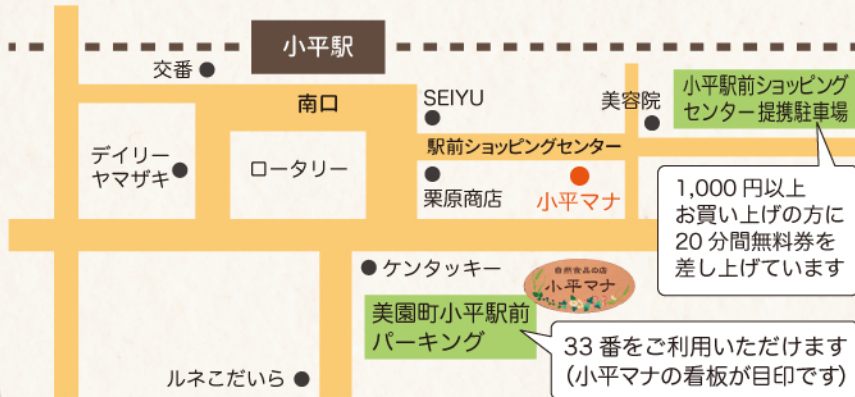 小平駅
交番
南口
SEIYU
美容院
小平駅前ショッピング
センター提携駐車場
駅前ショッピングセンター
デイリー
ヤマザキ
ロータリー
栗原商店
小平マナ
1,000円以上
お買い上げの方に
20分間無料券を
差し上げています
ケンタッキー
自然食品の店
小平マナ
美園町小平駅前
パーキング
33番をご利用いただけます
(小平マナの看板が目印です)
ルネこだいら